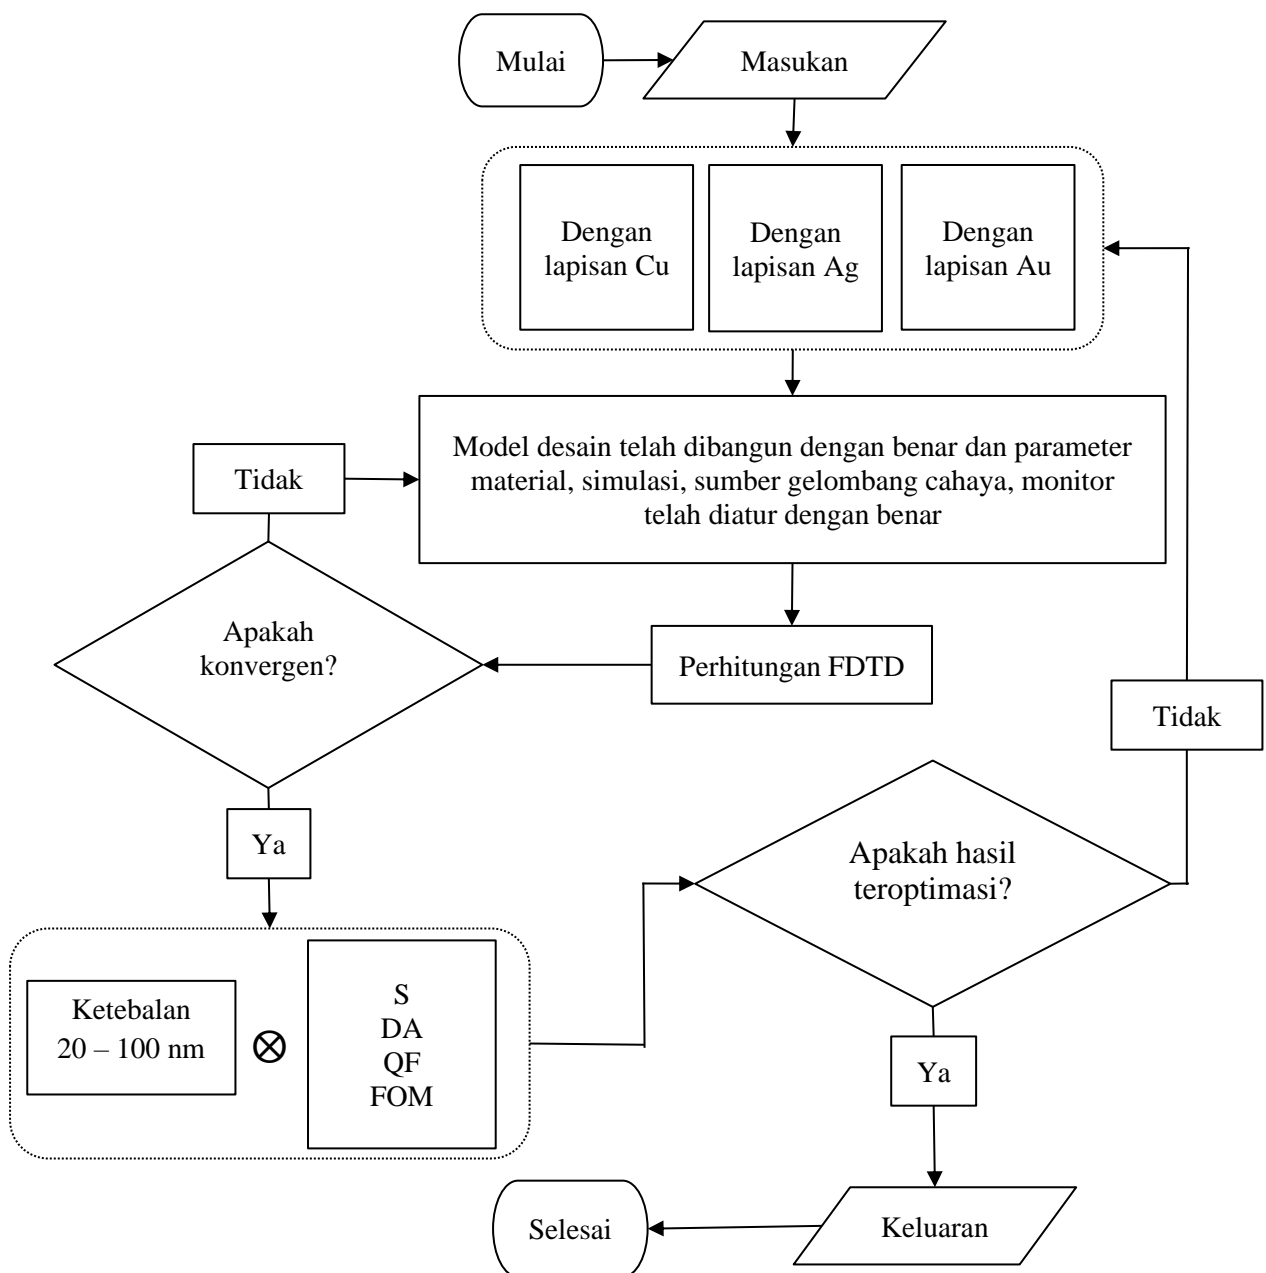 Mulai
Masukan
Dengan
lapisan Cu
Dengan
lapisan Ag
Dengan
lapisan Au
Model desain telah dibangun dengan benar dan parameter
material, simulasi, sumber gelombang cahaya, monitor
telah diatur dengan benar
Tidak
Apakah
konvergen?
Perhitungan FDTD
Tidak
Ya
Apakah hasil
teroptimasi?
Ketebalan
20 – 100 nm
⊗
S
DA
QF
FOM
Ya
Keluaran
Selesai